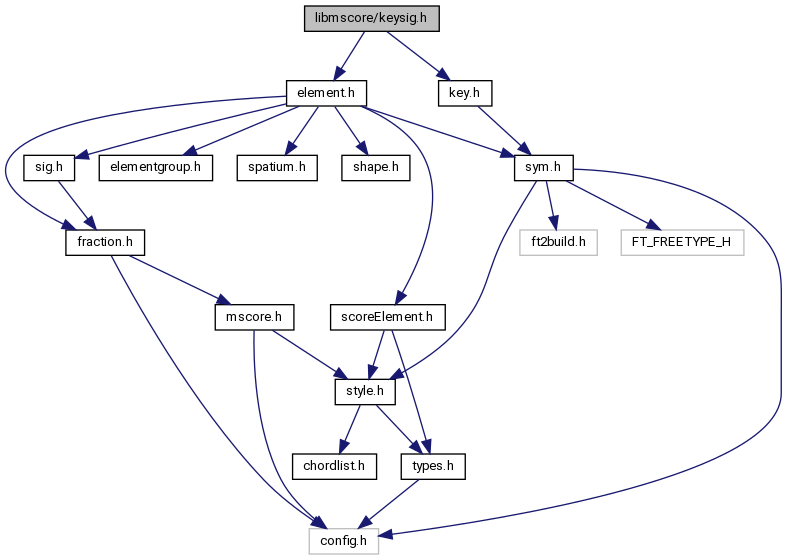 libmscore/keysig.h
element.h
key.h
sig.h
elementgroup.h
spatium.h
shape.h
sym.h
fraction.h
ft2build.h
FT_FREETYPE_H
mscore.h
scoreElement.h
style.h
chordlist.h
types.h
config.h